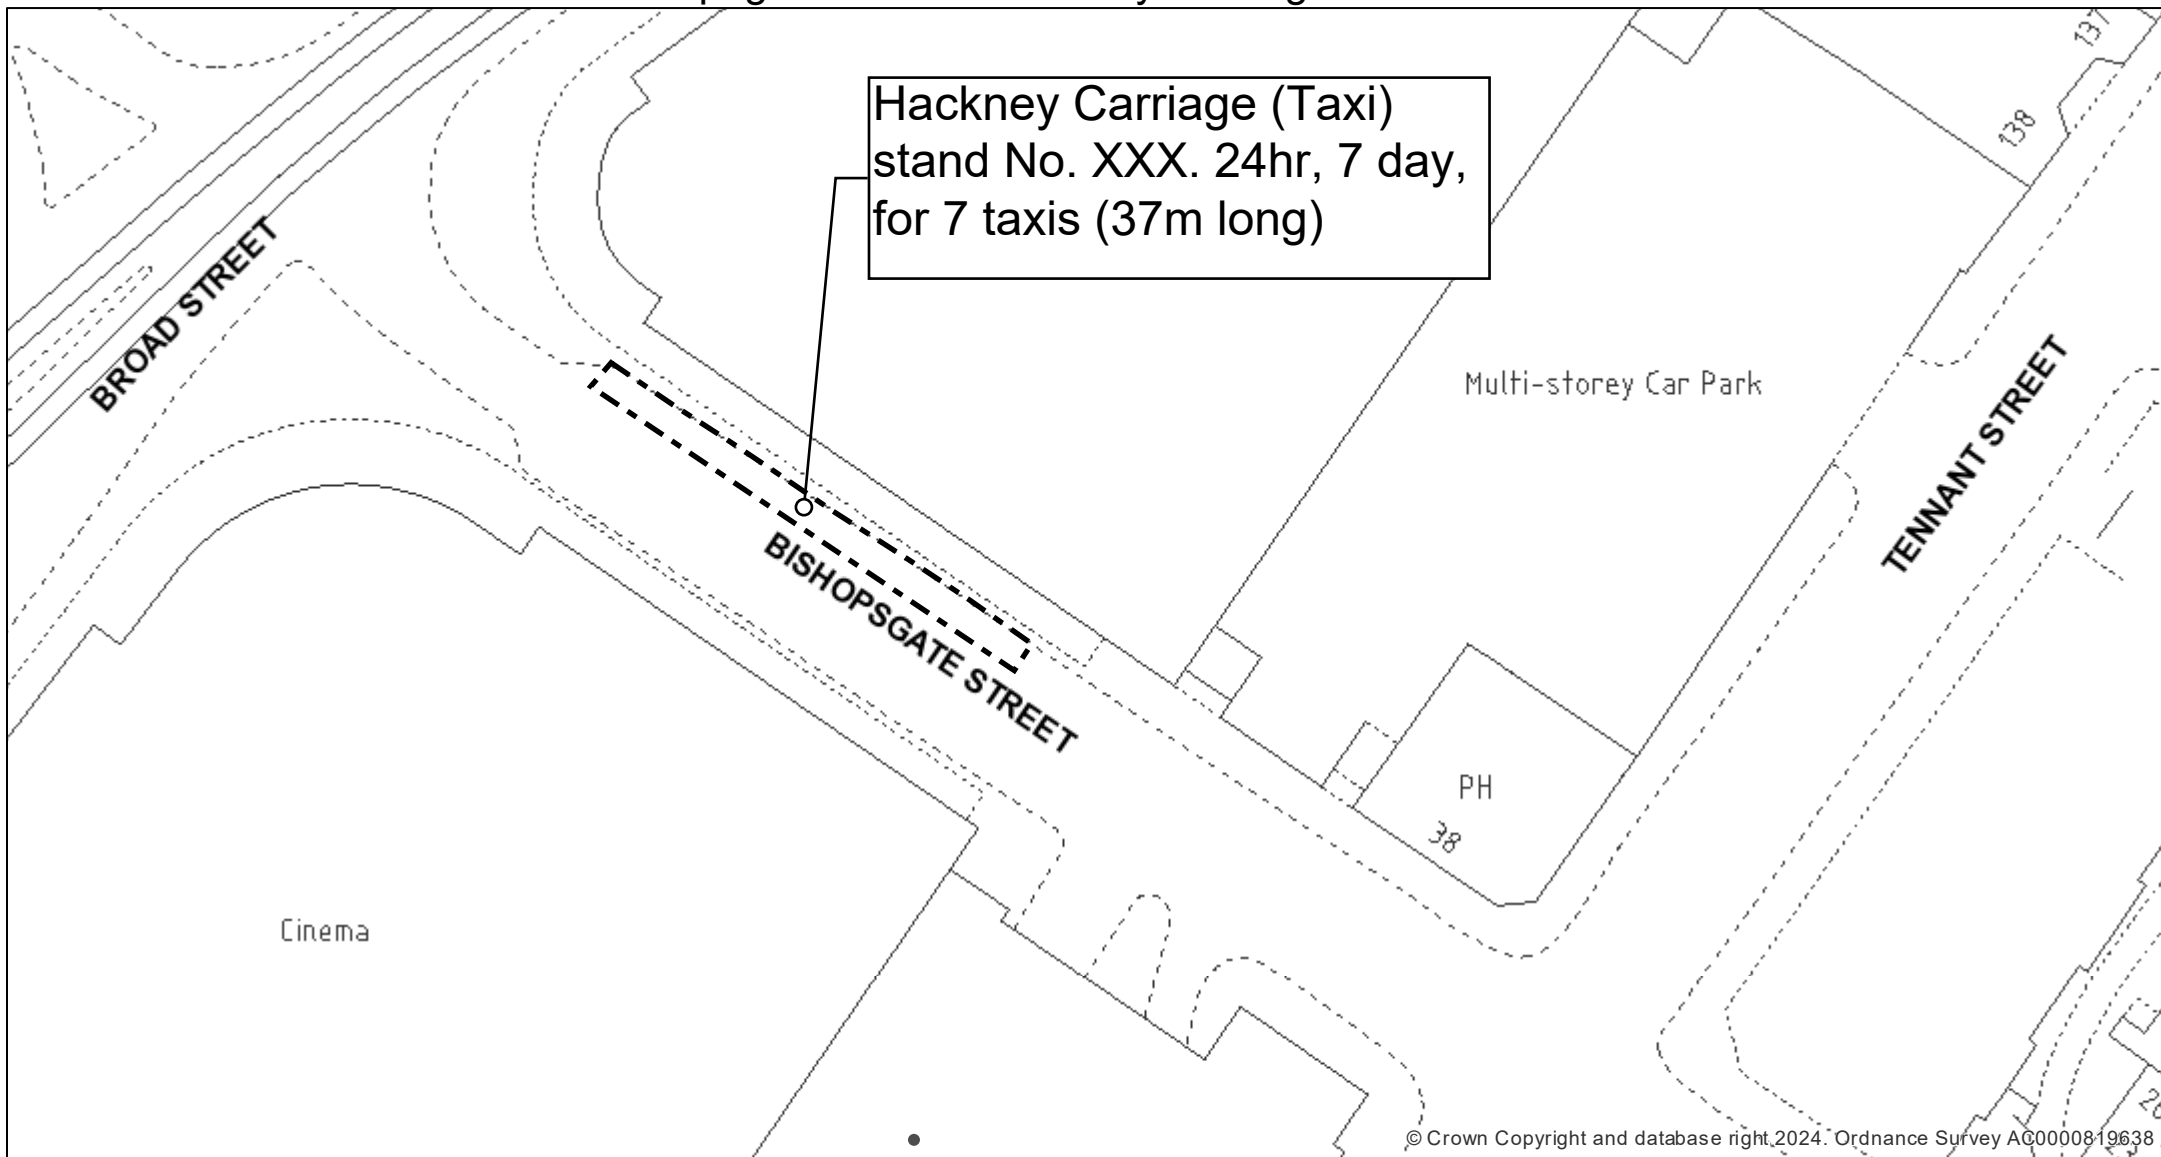 Hackney Carriage (Taxi)
stand No. XXX. 24hr, 7 day,
for 7 taxis (37m long)
137
138
BROAD STREET
Multi-storey Car Park
TENNANT STREET
BISHOPSGATE STREET
PH
38
Cinema
© Crown Copyright and database right 2024. Ordnance Survey AC0000819638